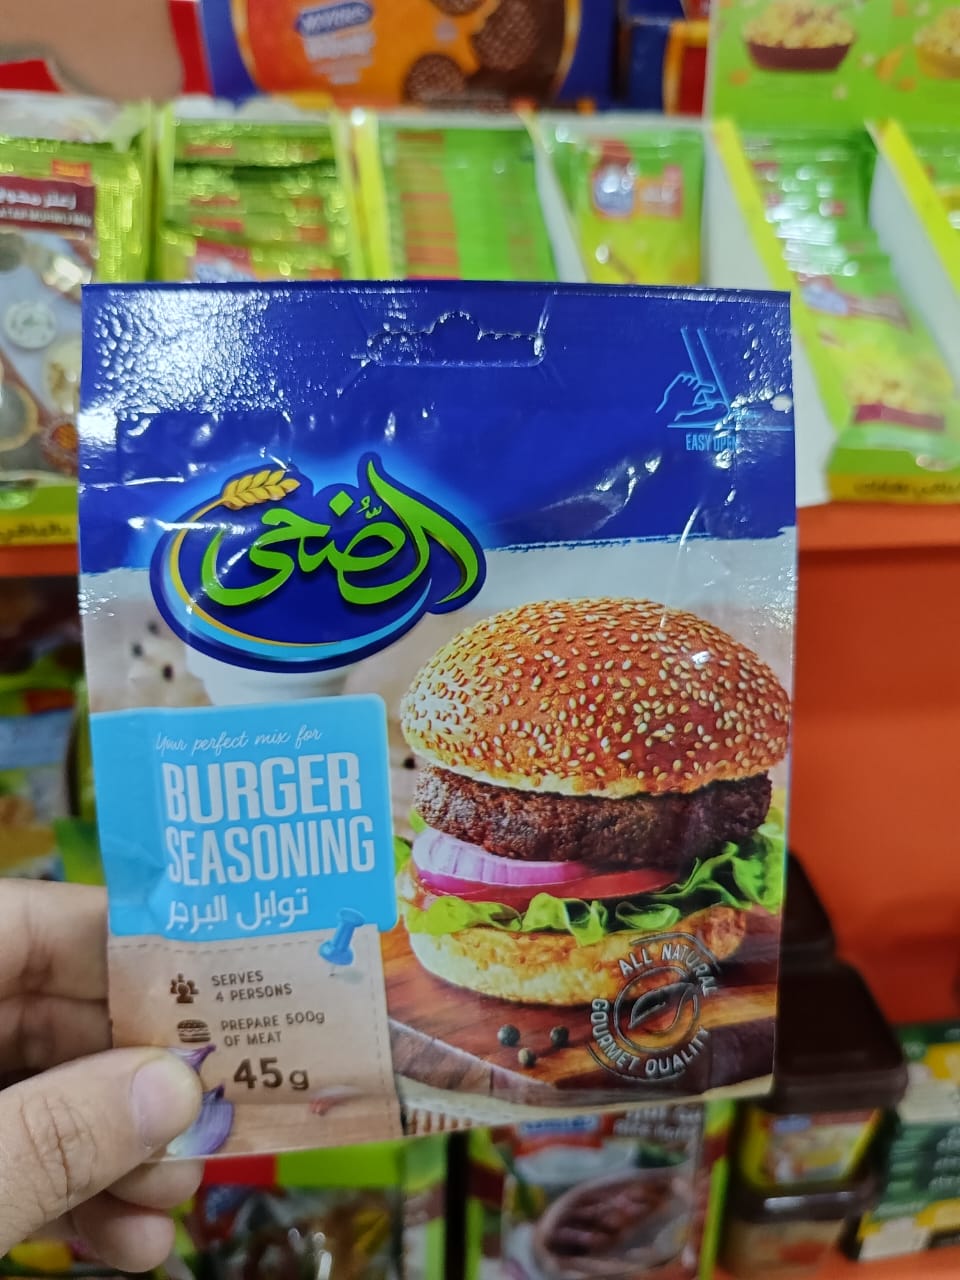 McVITIE'S
EASY OPEN
الضحى
Your perfect mix for
BURGER
SEASONING
توابل البرجر
SERVES
4 PERSONS
PREPARE 500g
OF MEAT
45g
ALL NATURAL
GOURMET QUALITY